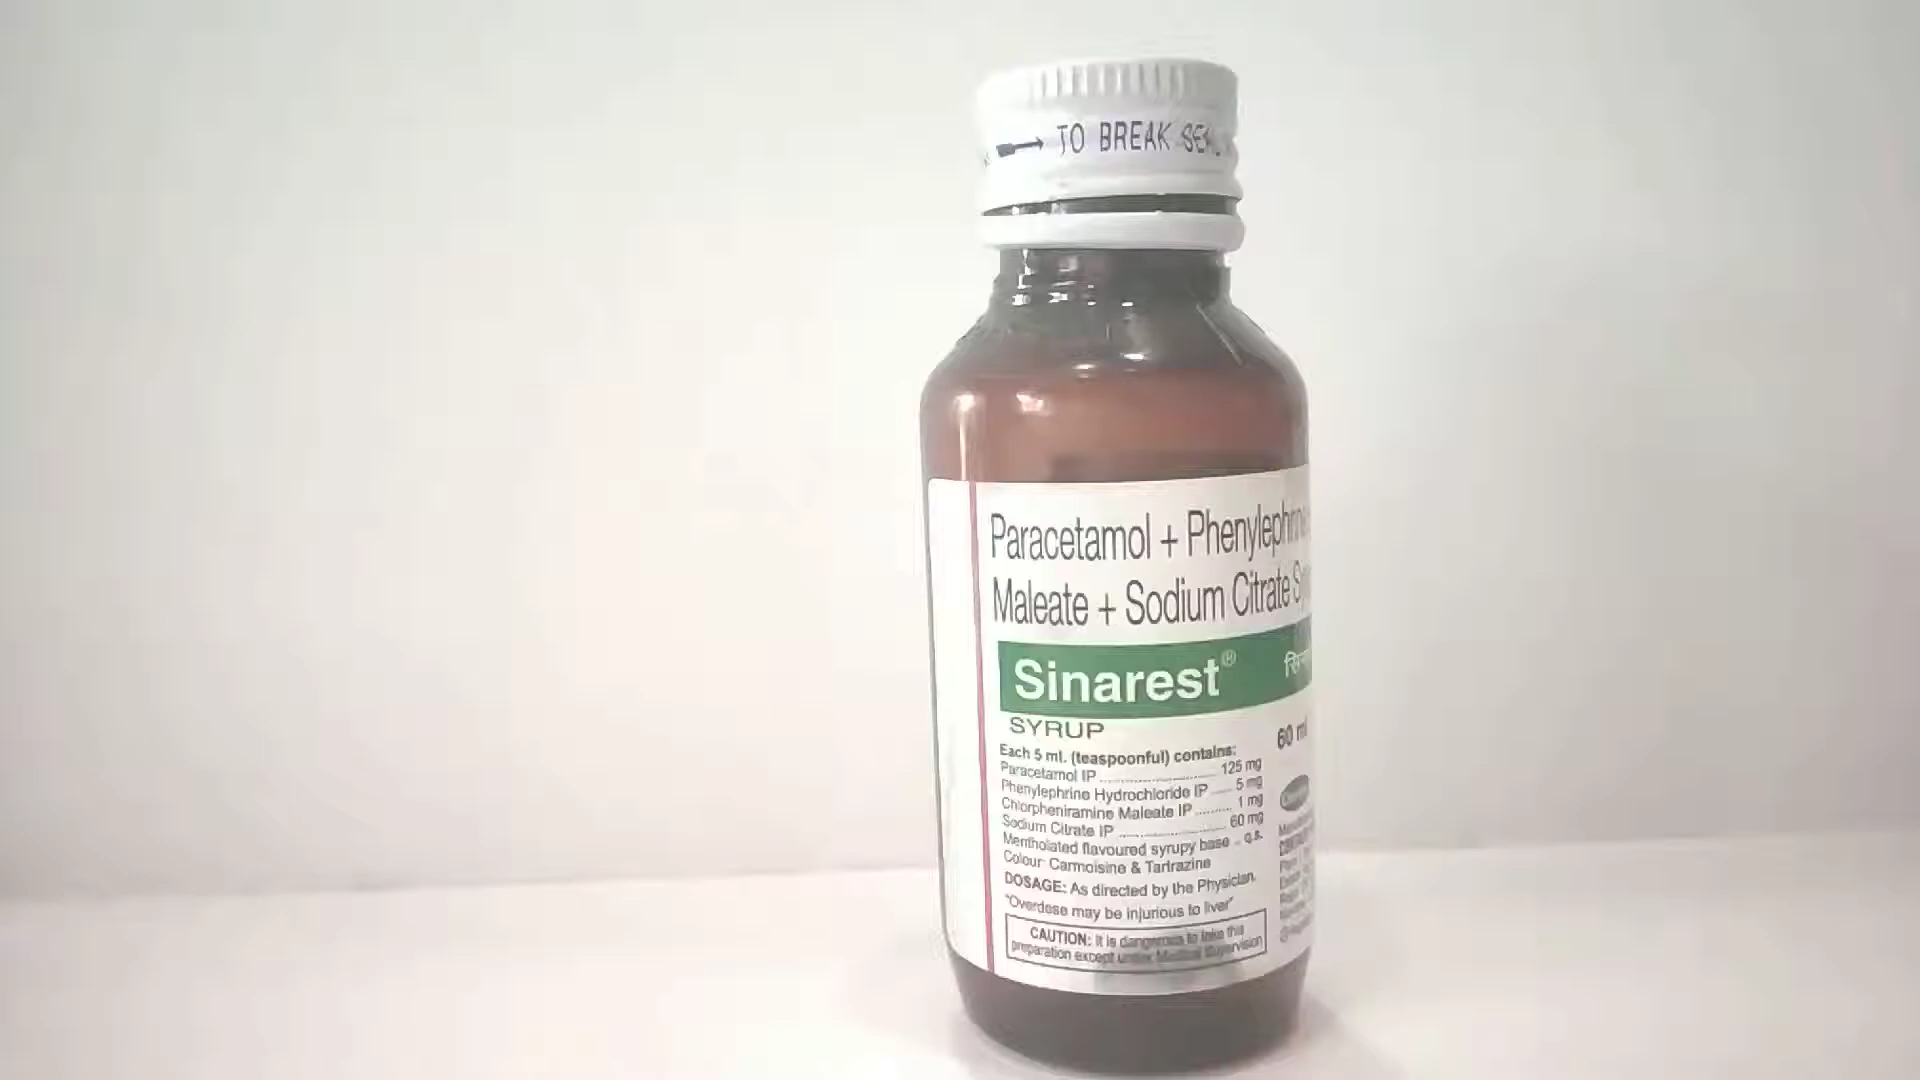 TO BREAK SEAL
Paracetamol + Phenylephrine
Maleate + Sodium Citrate
Sinarest®
SYRUP
60 ml
Each 5 ml. (teaspoonful) contains:
Paracetamol IP ........................ 125 mg
Phenylephrine Hydrochloride IP ...... 5 mg
Chlorpheniramine Maleate IP .......... 1 mg
Sodium Citrate IP ........................ 60 mg
Mentholated flavoured syrupy base - q.s.
Colour: Carmoisine & Tartrazine
DOSAGE: As directed by the Physician.
"Overdose may be injurious to liver"
CAUTION: It is dangerous to take this
preparation except under Medical Supervision